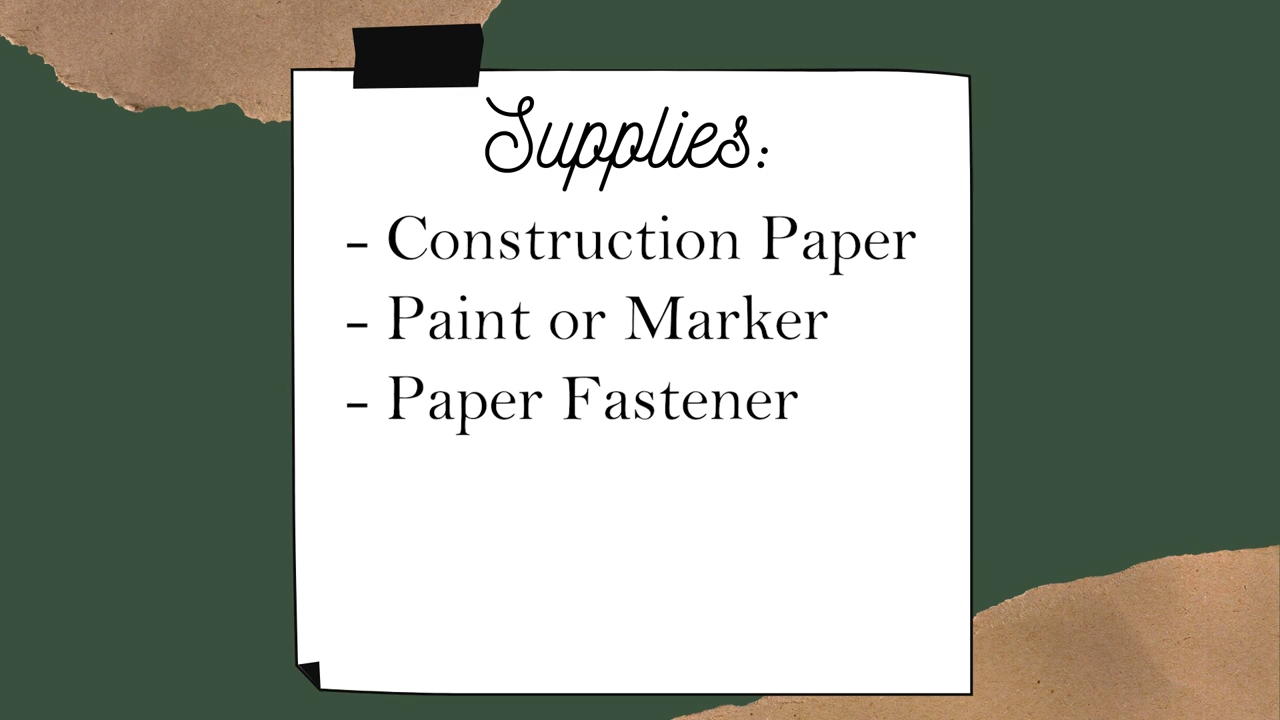 Supplies:
- Construction Paper
- Paint or Marker
- Paper Fastener